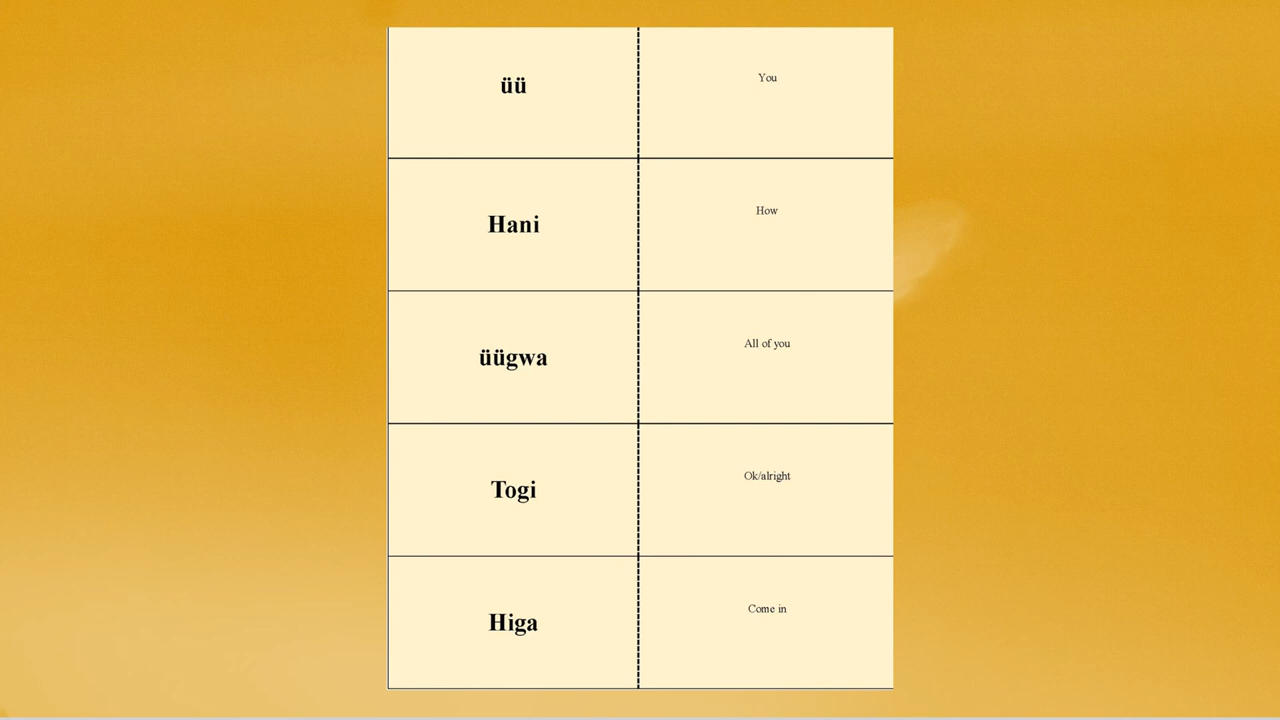 üü
You
Hani
How
üügwa
All of you
Togi
Ok/alright
Higa
Come in